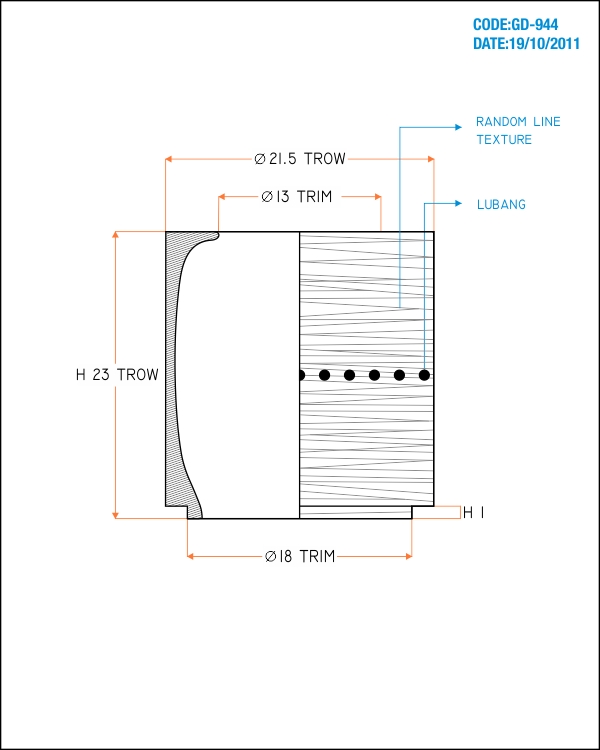 CODE:GD-944
DATE:19/10/2011
RANDOM LINE
TEXTURE
Ø 21.5 TROW
Ø 13 TRIM
LUBANG
H 23 TROW
H 1
Ø 18 TRIM